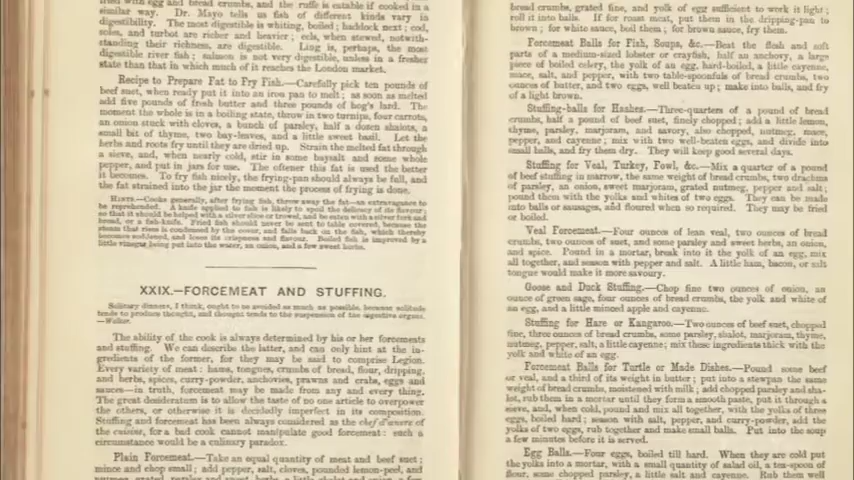 fried with egg and bread crumbs, and the ruffe is eatable if cooked in a
similar way. Dr. Mayo tells us fish of different kinds vary in
digestibility. The most digestible is whiting, boiled; haddock next; cod,
soles, and turbot are richer and heavier; eels, when stewed, notwith-
standing their richness, are digestible. Ling is, perhaps, the most
digestible river fish; salmon is not very digestible, unless in a fresher
state than that in which much of it reaches the London market.
Recipe to Prepare Fat to Fry Fish.—Carefully pick ten pounds of
beef suet, when ready put it into an iron pan to melt; as soon as melted
add five pounds of fresh butter and three pounds of hog's lard. The
moment the whole is in a boiling state, throw in two turnips, four carrots,
an onion stuck with cloves, a bunch of parsley, half a dozen shalots, a
small bit of thyme, two bay-leaves, and a little sweet basil. Let the
herbs and roots fry until they are dried up. Strain the melted fat through
a sieve, and, when nearly cold, stir in some baysalt and some whole
pepper, and put in jars for use. The oftener this fat is used the better
it becomes. To fry fish nicely, the frying-pan should always be full, and
the fat strained into the jar the moment the process of frying is done.
HINTS.—Cooks generally, after frying fish, throw away the fat—an extravagance to
be reprehended. A knife applied to fish is likely to spoil the delicacy of its flavour;
so that it should be helped with a silver slice or trowel, and be eaten with a silver fork and
bread, or a fish-knife. Fried fish should never be sent to table covered, because the
steam that rises is condensed by the cover, and falls back on the fish, which thereby
becomes soddened, and loses its crispness and flavour. Boiled fish is improved by a
little vinegar being put into the water, an onion, and a few sweet herbs.
XXIX.—FORCEMEAT AND STUFFING.
Solitary dinners, I think, ought to be avoided as much as possible, because solitude
tends to produce thought, and thought tends to the suspension of the digestive organs.
—Walker.
The ability of the cook is always determined by his or her forcements
and stuffing. We can describe the latter, and can only hint at the in-
gredients of the former, for they may be said to comprise Legion.
Every variety of meat: hams, tongues, crumbs of bread, flour, dripping,
and herbs, spices, curry-powder, anchovies, prawns and crabs, eggs and
sauces—in truth, forcemeat may be made from any and every thing.
The great desideratum is to allow the taste of no one article to overpower
the others, or otherwise it is decidedly imperfect in its composition.
Stuffing and forcemeat has been always considered as the chef d'œuvre of
the cuisine, for a bad cook cannot manipulate good forcemeat: such a
circumstance would be a culinary paradox.
Plain Forcemeat.—Take an equal quantity of meat and beef suet;
mince and chop small; add pepper, salt, cloves, pounded lemon-peel, and
nutmeg, grated, parsley and sweet herbs, a little shalot and onion, a few
bread crumbs, grated fine, and yolk of egg sufficient to work it light;
roll it into balls. If for roast meat, put them in the dripping-pan to
brown; for white sauce, boil them; for brown sauce, fry them.
Forcemeat Balls for Fish, Soups, &c.—Beat the flesh and soft
parts of a medium-sized lobster or crayfish, half an anchovy, a large
piece of boiled celery, the yolk of an egg, hard-boiled, a little cayenne,
mace, salt, and pepper, with two table-spoonfuls of bread crumbs, two
ounces of butter, and two eggs, well beaten up; make into balls, and fry
of a light brown.
Stuffing-balls for Hashes.—Three-quarters of a pound of bread
crumbs, half a pound of beef suet, finely chopped; add a little lemon,
thyme, parsley, marjoram, and savory, also chopped, nutmeg, mace,
pepper, and cayenne; mix with two well-beaten eggs, and divide into
small balls, and fry them dry. They will keep good several days.
Stuffing for Veal, Turkey, Fowl, &c.—Mix a quarter of a pound
of beef stuffing in marrow, the same weight of bread crumbs, two drachms
of parsley, an onion, sweet marjoram, grated nutmeg, pepper and salt;
pound them with the yolks and whites of two eggs. They can be made
into balls or sausages, and floured when so required. They may be fried
or boiled.
Veal Forcemeat.—Four ounces of lean veal, two ounces of bread
crumbs, two ounces of suet, and some parsley and sweet herbs, an onion,
and spice. Pound in a mortar, break into it the yolk of an egg, mix
all together, and season with pepper and salt. A little ham, bacon, or salt
tongue would make it more savoury.
Goose and Duck Stuffing.—Chop fine two ounces of onion, an
ounce of green sage, four ounces of bread crumbs, the yolk and white of
an egg, and a little minced apple and cayenne.
Stuffing for Hare or Kangaroo.—Two ounces of beef suet, chopped
fine, three ounces of bread crumbs, some parsley, shalot, marjoram, thyme,
nutmeg, pepper, salt, a little cayenne; mix these ingredients thick with the
yolk and white of an egg.
Forcemeat Balls for Turtle or Made Dishes.—Pound some beef
or veal, and a third of its weight in butter; put into a stewpan the same
weight of bread crumbs, moistened with milk; add chopped parsley and sha-
lot, rub them in a mortar until they form a smooth paste, put it through a
sieve, and, when cold, pound and mix all together, with the yolks of three
eggs, boiled hard; season with salt, pepper, and curry-powder, add the
yolks of two eggs, rub together and make small balls. Put into the soup
a few minutes before it is served.
Egg Balls.—Four eggs, boiled till hard. When they are cold put
the yolks into a mortar, with a small quantity of salad oil, a tea-spoon of
flour, some chopped parsley, a little salt and cayenne. Rub them well